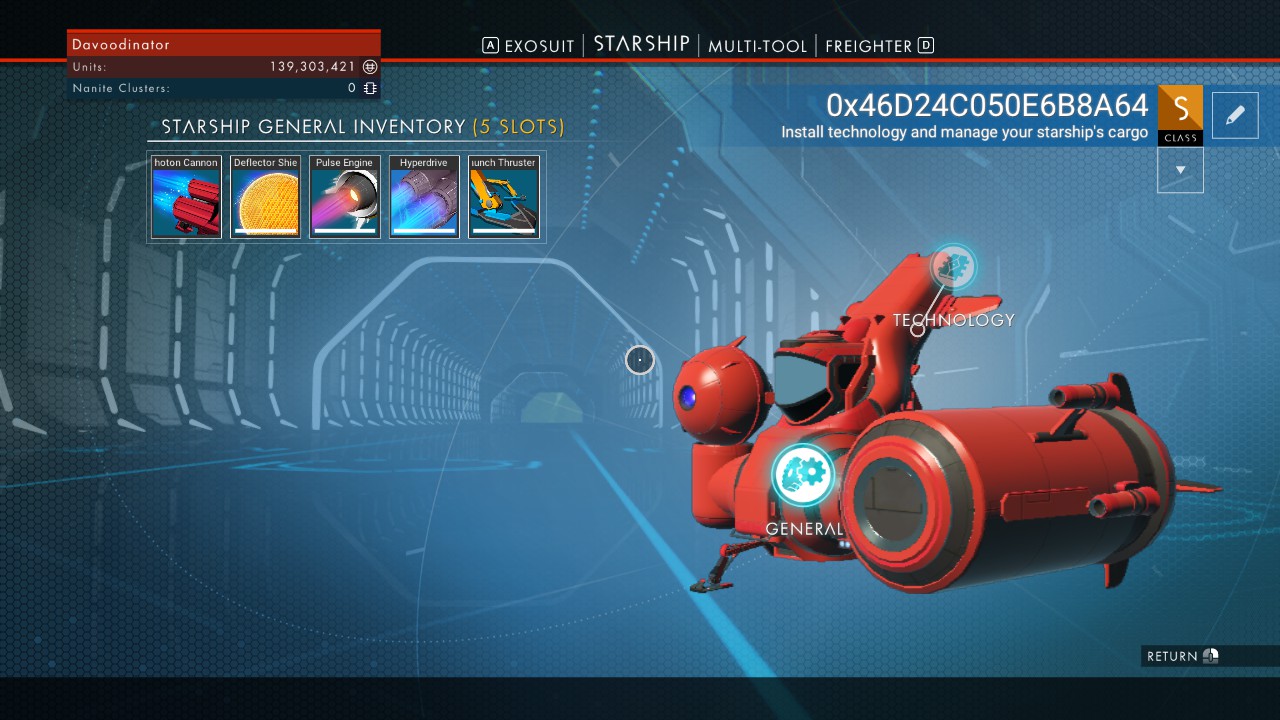 Davoodinator
Units: 139,303,421
Nanite Clusters: 0
A EXOSUIT STARSHIP MULTI-TOOL FREIGHTER D
0x46D24C050E6B8A64
Install technology and manage your starship's cargo
S
CLASS
STARSHIP GENERAL INVENTORY (5 SLOTS)
hoton Cannon Deflector Shie Pulse Engine Hyperdrive unch Thruster
TECHNOLOGY
GENERAL
RETURN